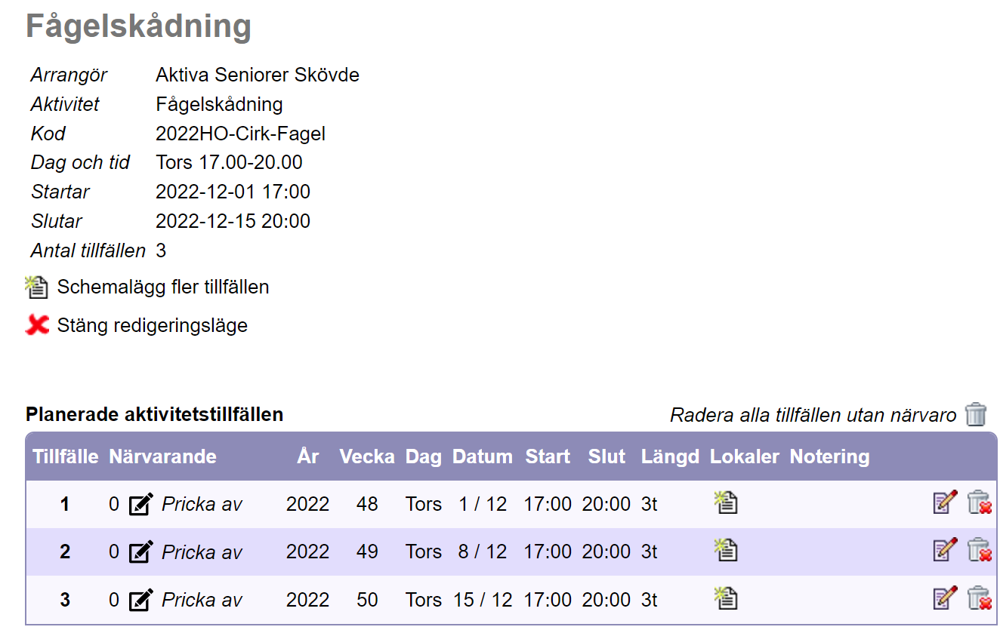 Fågelskådning
Arrangör Aktiva Seniorer Skövde
Aktivitet Fågelskådning
Kod 2022HO-Cirk-Fagel
Dag och tid Tors 17.00-20.00
Startar 2022-12-01 17:00
Slutar 2022-12-15 20:00
Antal tillfällen 3
Schemalägg fler tillfällen
Stäng redigeringsläge
Planerade aktivitetstillfällen Radera alla tillfällen utan närvaro
Tillfälle Närvarande År Vecka Dag Datum Start Slut Längd Lokaler Notering
1 0 Pricka av 2022 48 Tors 1 / 12 17:00 20:00 3t
2 0 Pricka av 2022 49 Tors 8 / 12 17:00 20:00 3t
3 0 Pricka av 2022 50 Tors 15 / 12 17:00 20:00 3t